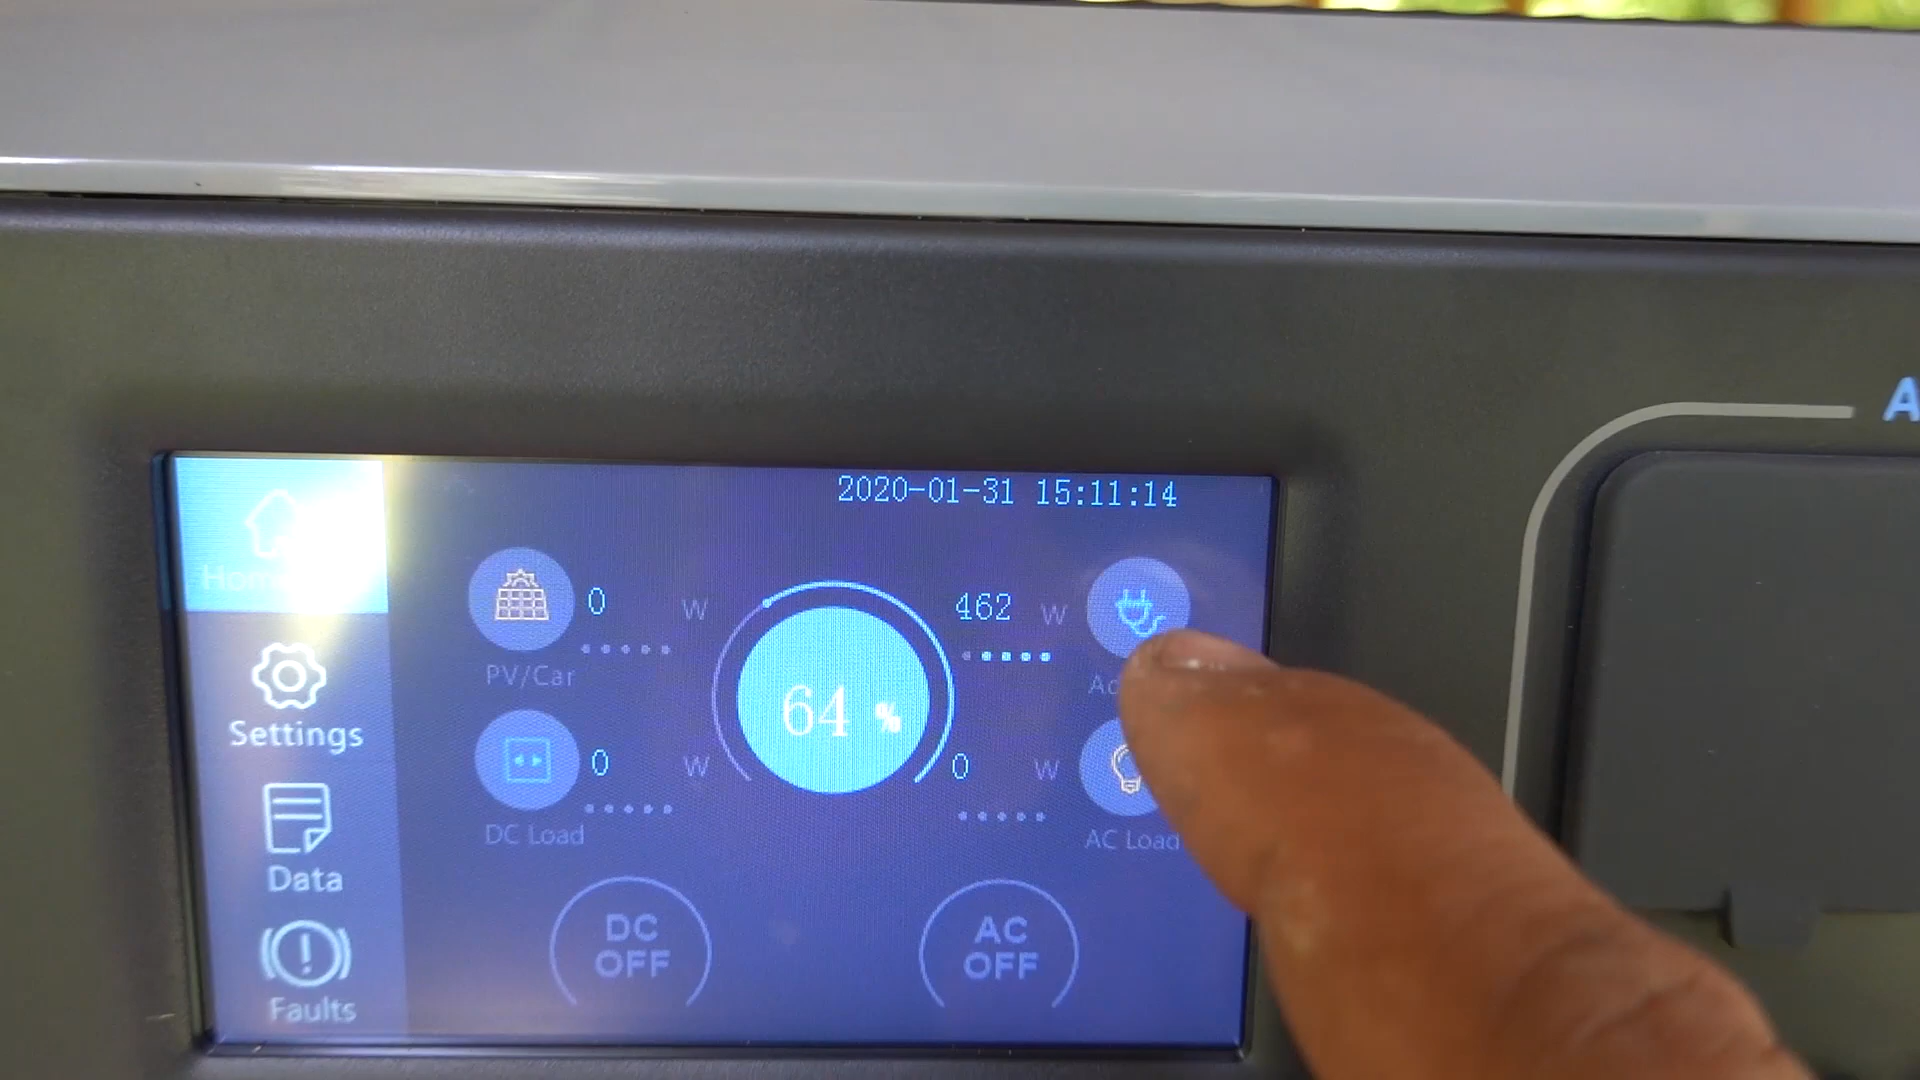 2020-01-31 15:11:14
Home
Settings
Data
Faults
0 W
PV/Car
0 W
DC Load
64 %
462 W
0 W
AC Load
DC
OFF
AC
OFF